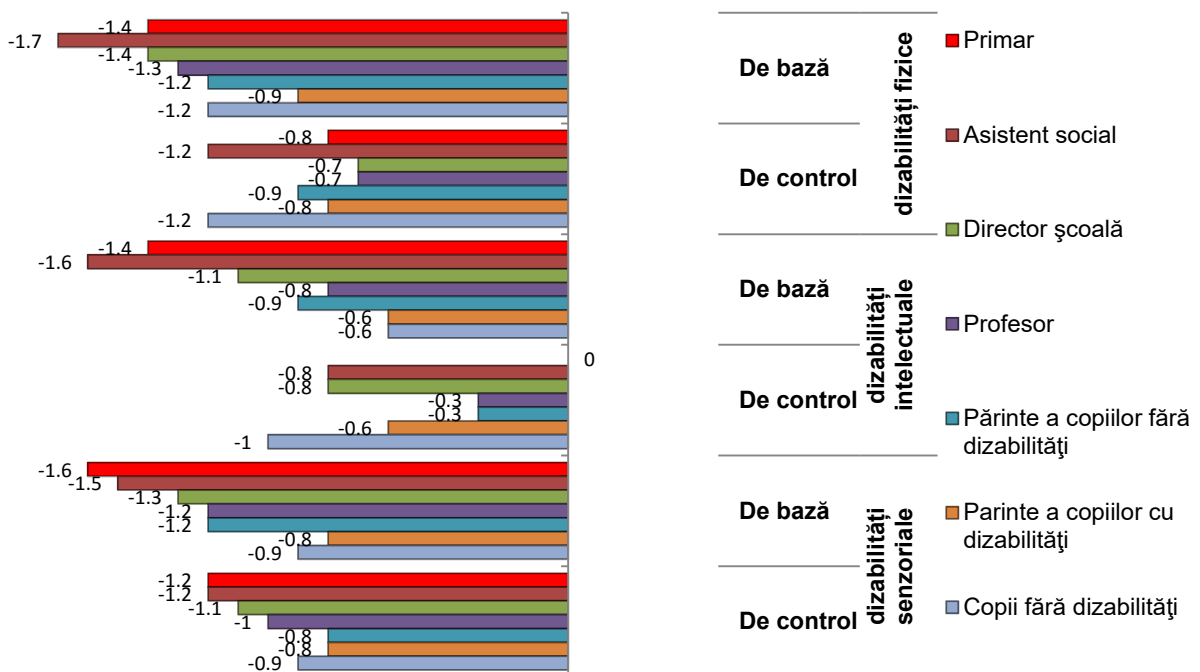 -1.4
-1.7
-1.4
-1.3
-1.2
-0.9
-1.2
-0.8
-1.2
-0.7
-0.7
-0.9
-0.8
-1.2
-1.4
-1.6
-1.1
-0.8
-0.9
-0.6
-0.6
0
-0.8
-0.8
-0.3
-0.3
-0.6
-1
-1.6
-1.5
-1.3
-1.2
-1.2
-0.8
-0.9
-1.2
-1.2
-1.1
-1
-0.8
-0.8
-0.9
De bază
De control
De bază
De control
De bază
De control
dizabilități fizice
dizabilități
intelectuale
dizabilități
senzoriale
Primar
Asistent social
Director şcoală
Profesor
Părinte a copiilor fără
dizabilităţi
Parinte a copiilor cu
dizabilităţi
Copii fără dizabilităţi